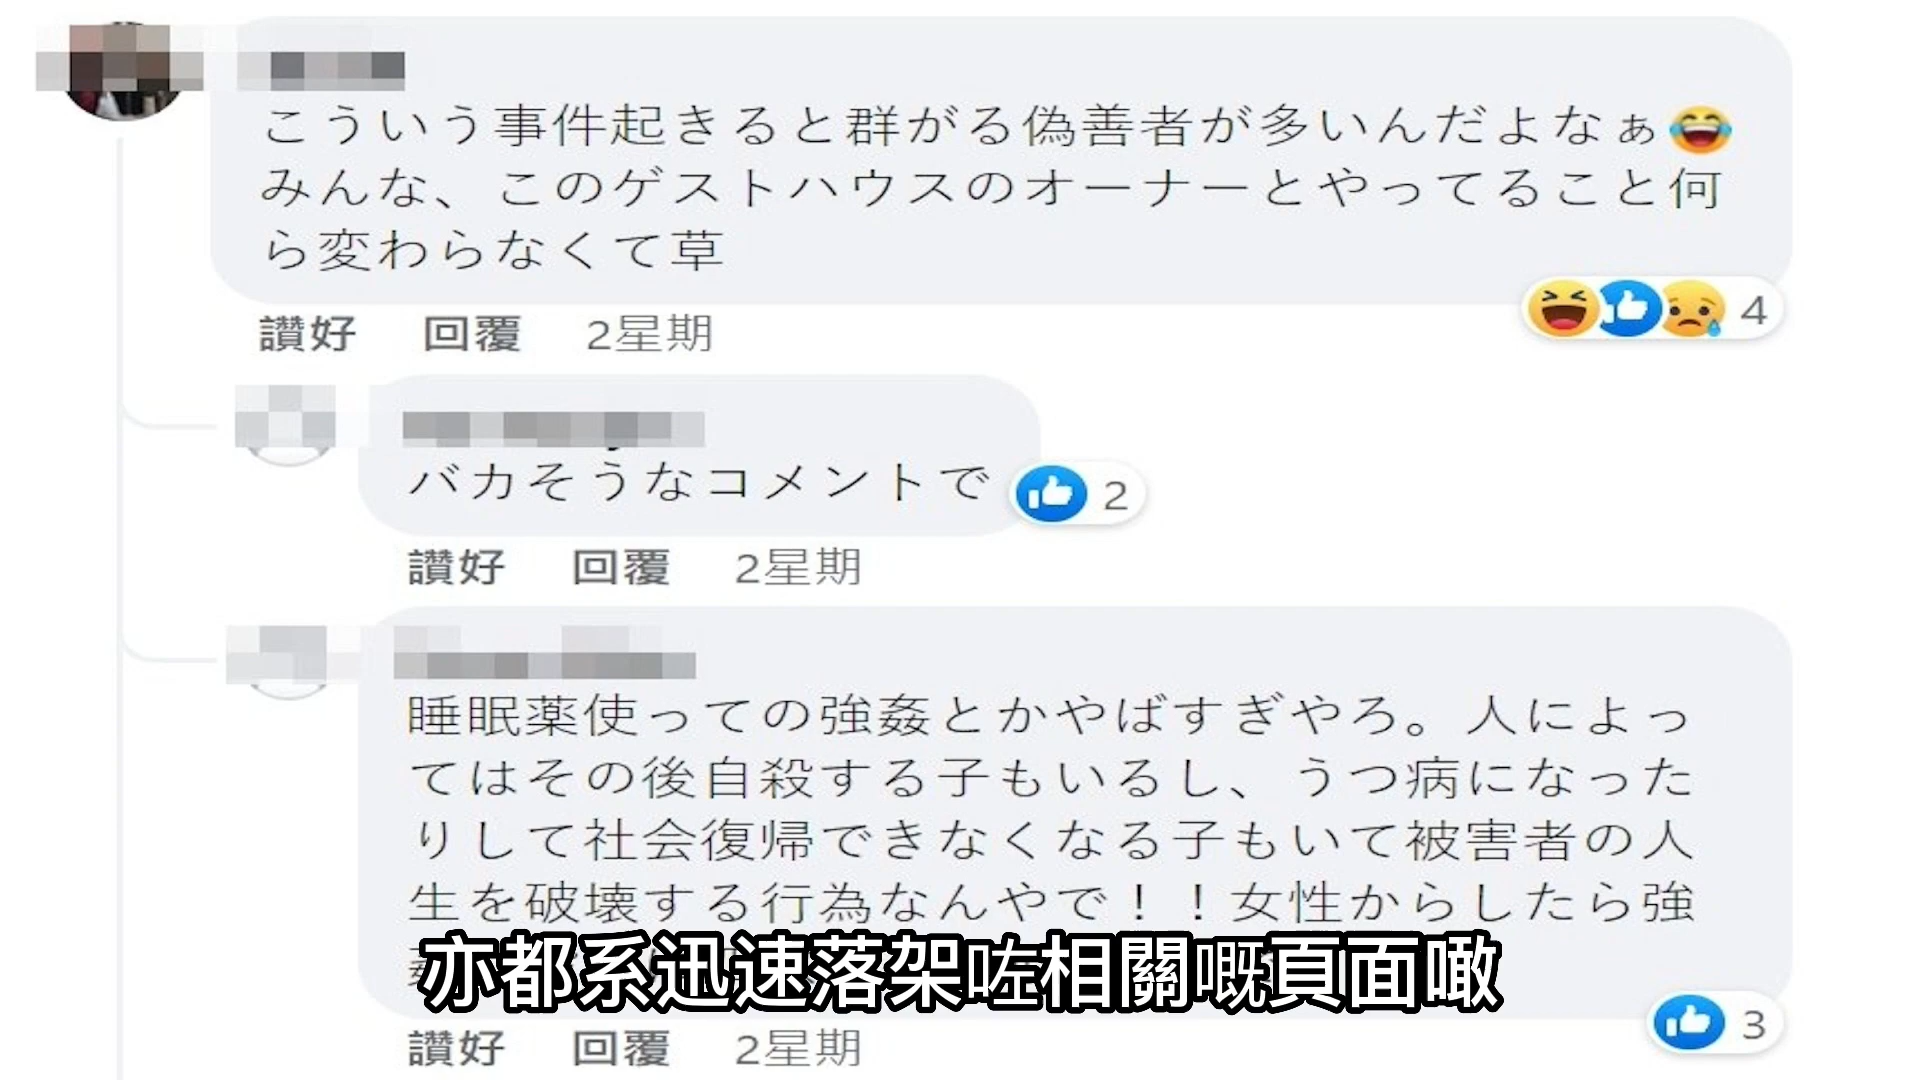 こういう事件起きると群がる偽善者が多いんだよなぁ😂
みんな、このゲストハウスのオーナーとやってること何
ら変わらなくて草
讚好 回覆 2星期 4
バカそうなコメントで 2
讚好 回覆 2星期
睡眠薬使っての強姦とかやばすぎやろ。人によっ
てはその後自殺する子もいるし、うつ病になった
りして社会復帰できなくなる子もいて被害者の人
生を破壊する行為なんやで！！女性からしたら強
亦都系迅速落架咗相關嘅頁面噉
讚好 回覆 2星期 3